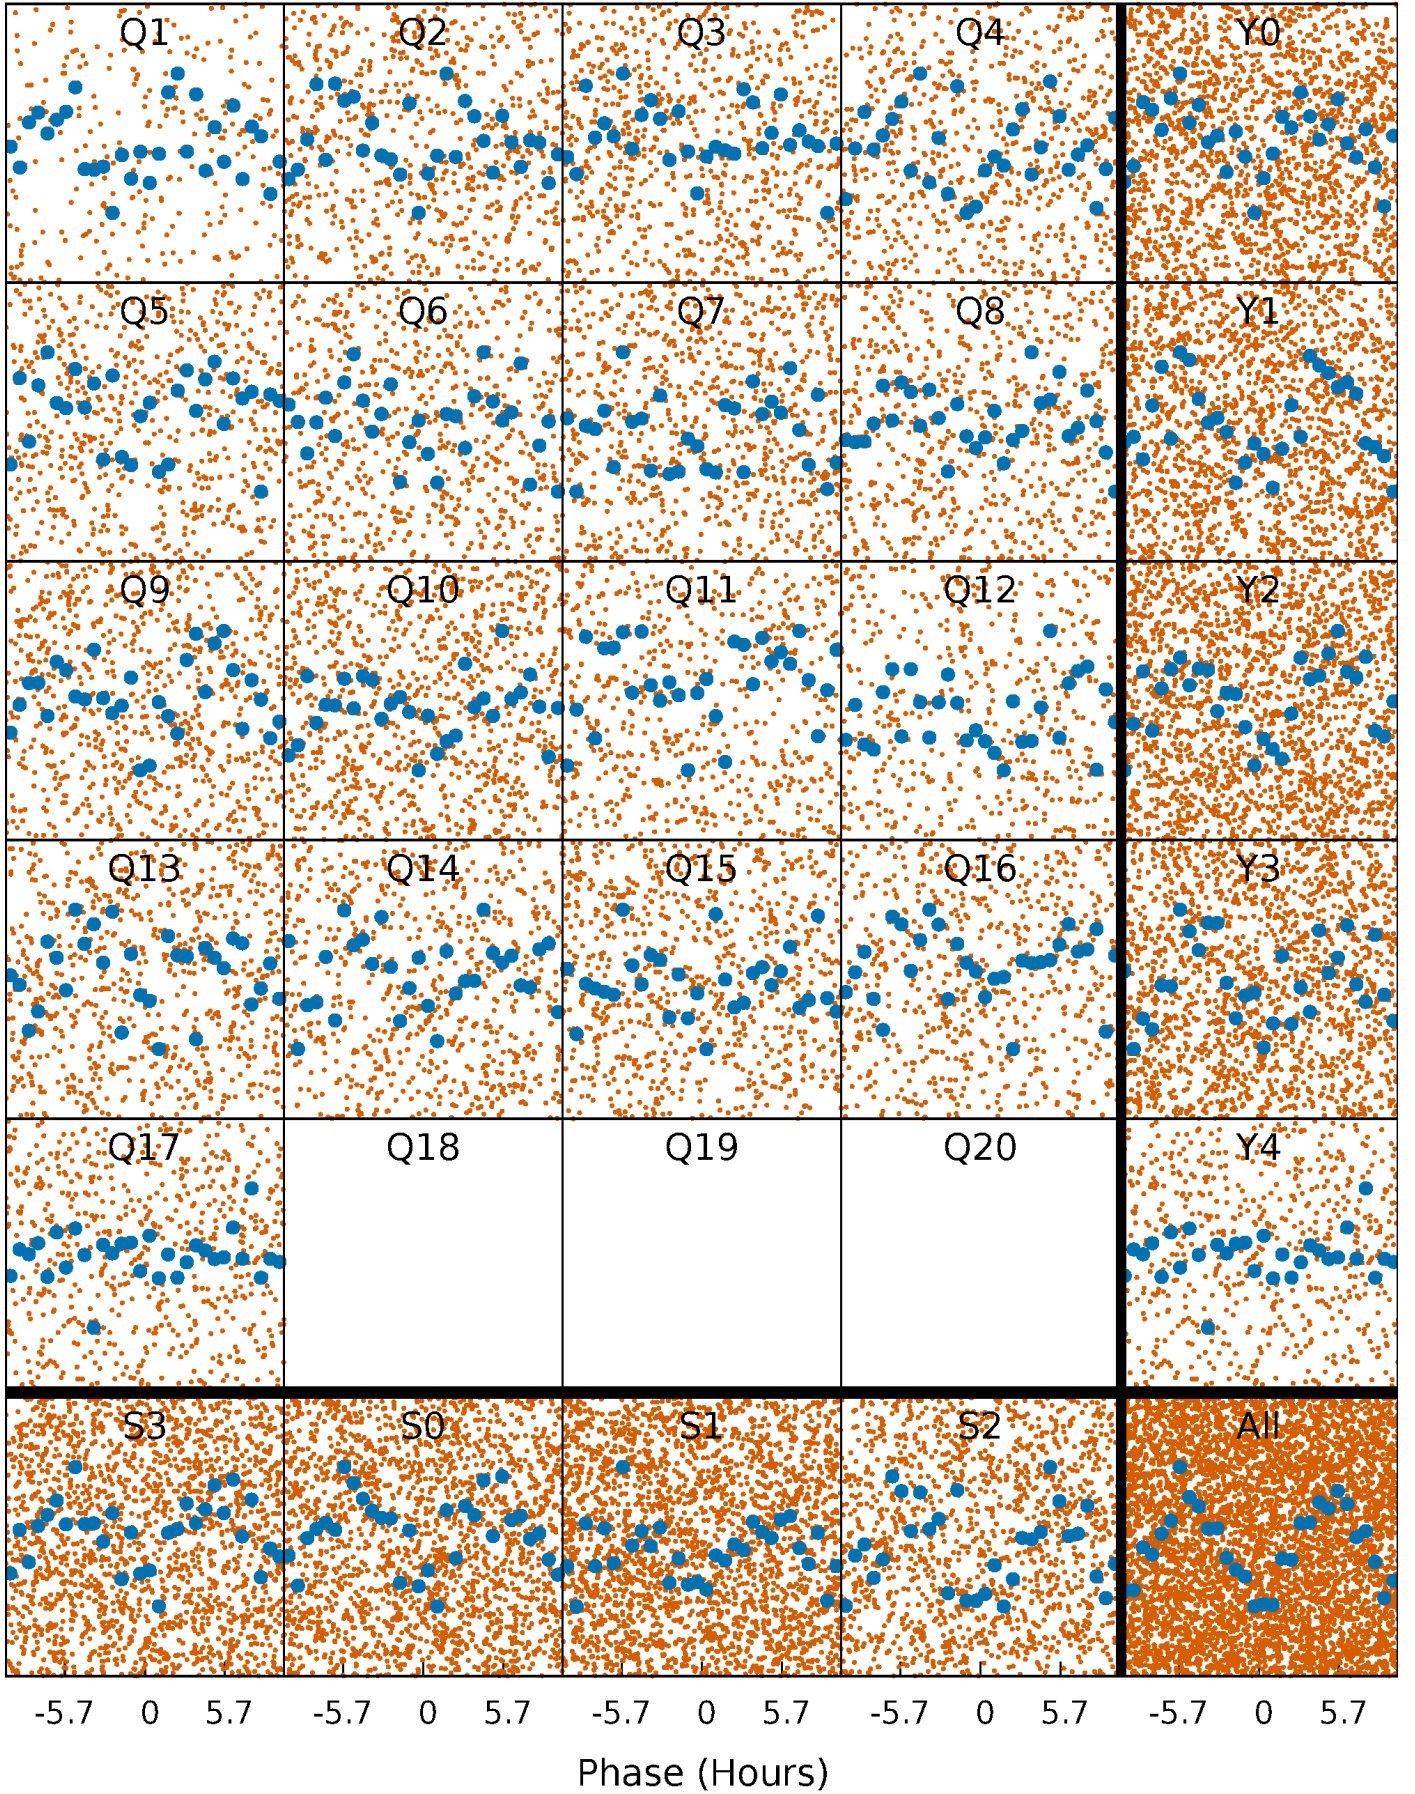 Q1 Q2 Q3 Q4 Y0
Q5 Q6 Q7 Q8 Y1
Q9 Q10 Q11 Q12 Y2
Q13 Q14 Q15 Q16 Y3
Q17 Q18 Q19 Q20 Y4
S3 S0 S1 S2 All
-5.7 0 5.7 -5.7 0 5.7 -5.7 0 5.7 -5.7 0 5.7 -5.7 0 5.7
Phase (Hours)